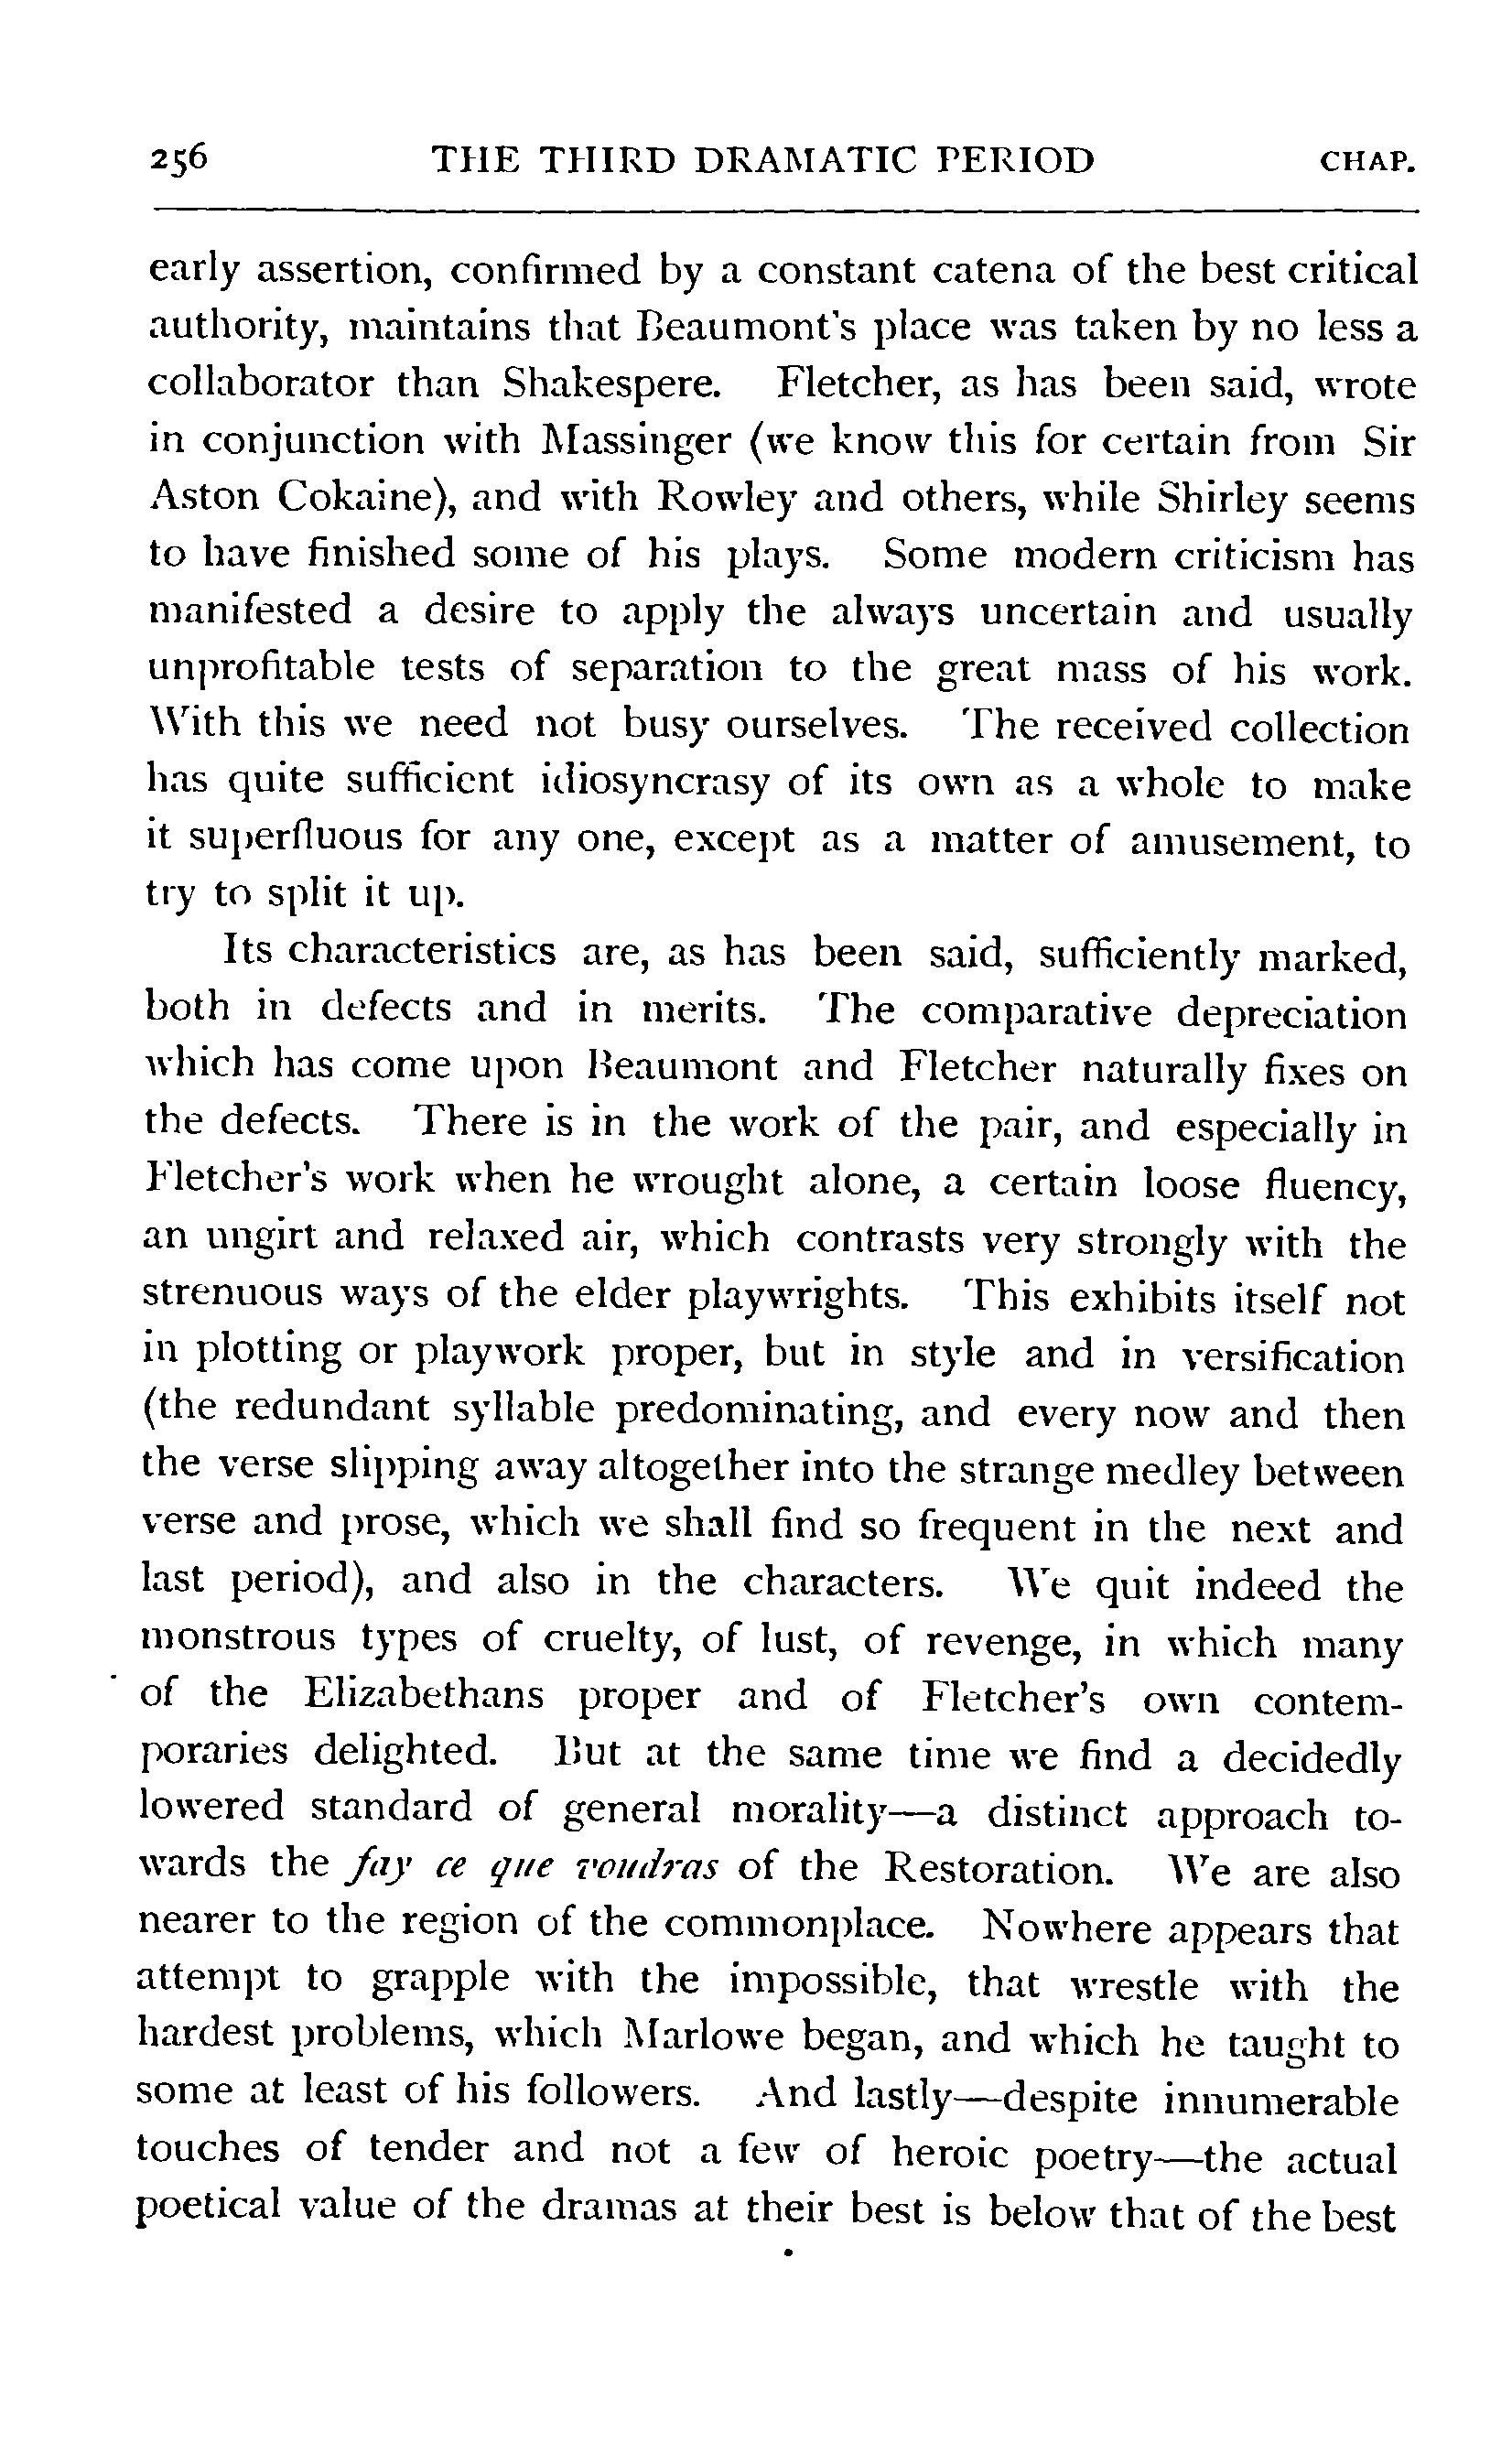 256 THE THIRD DRAMATIC PERIOD CHAP.
early assertion, confirmed by a constant catena of the best critical
authority, maintains that Beaumont's place was taken by no less a
collaborator than Shakespere. Fletcher, as has been said, wrote
in conjunction with Massinger (we know this for certain from Sir
Aston Cokaine), and with Rowley and others, while Shirley seems
to have finished some of his plays. Some modern criticism has
manifested a desire to apply the always uncertain and usually
unprofitable tests of separation to the great mass of his work.
With this we need not busy ourselves. The received collection
has quite sufficient idiosyncrasy of its own as a whole to make
it superfluous for any one, except as a matter of amusement, to
try to split it up.
Its characteristics are, as has been said, sufficiently marked,
both in defects and in merits. The comparative depreciation
which has come upon Beaumont and Fletcher naturally fixes on
the defects. There is in the work of the pair, and especially in
Fletcher's work when he wrought alone, a certain loose fluency,
an ungirt and relaxed air, which contrasts very strongly with the
strenuous ways of the elder playwrights. This exhibits itself not
in plotting or playwork proper, but in style and in versification
(the redundant syllable predominating, and every now and then
the verse slipping away altogether into the strange medley between
verse and prose, which we shall find so frequent in the next and
last period), and also in the characters. We quit indeed the
monstrous types of cruelty, of lust, of revenge, in which many
of the Elizabethans proper and of Fletcher's own contem-
poraries delighted. But at the same time we find a decidedly
lowered standard of general morality—a distinct approach to-
wards the fay ce que voudras of the Restoration. We are also
nearer to the region of the commonplace. Nowhere appears that
attempt to grapple with the impossible, that wrestle with the
hardest problems, which Marlowe began, and which he taught to
some at least of his followers. And lastly—despite innumerable
touches of tender and not a few of heroic poetry—the actual
poetical value of the dramas at their best is below that of the best